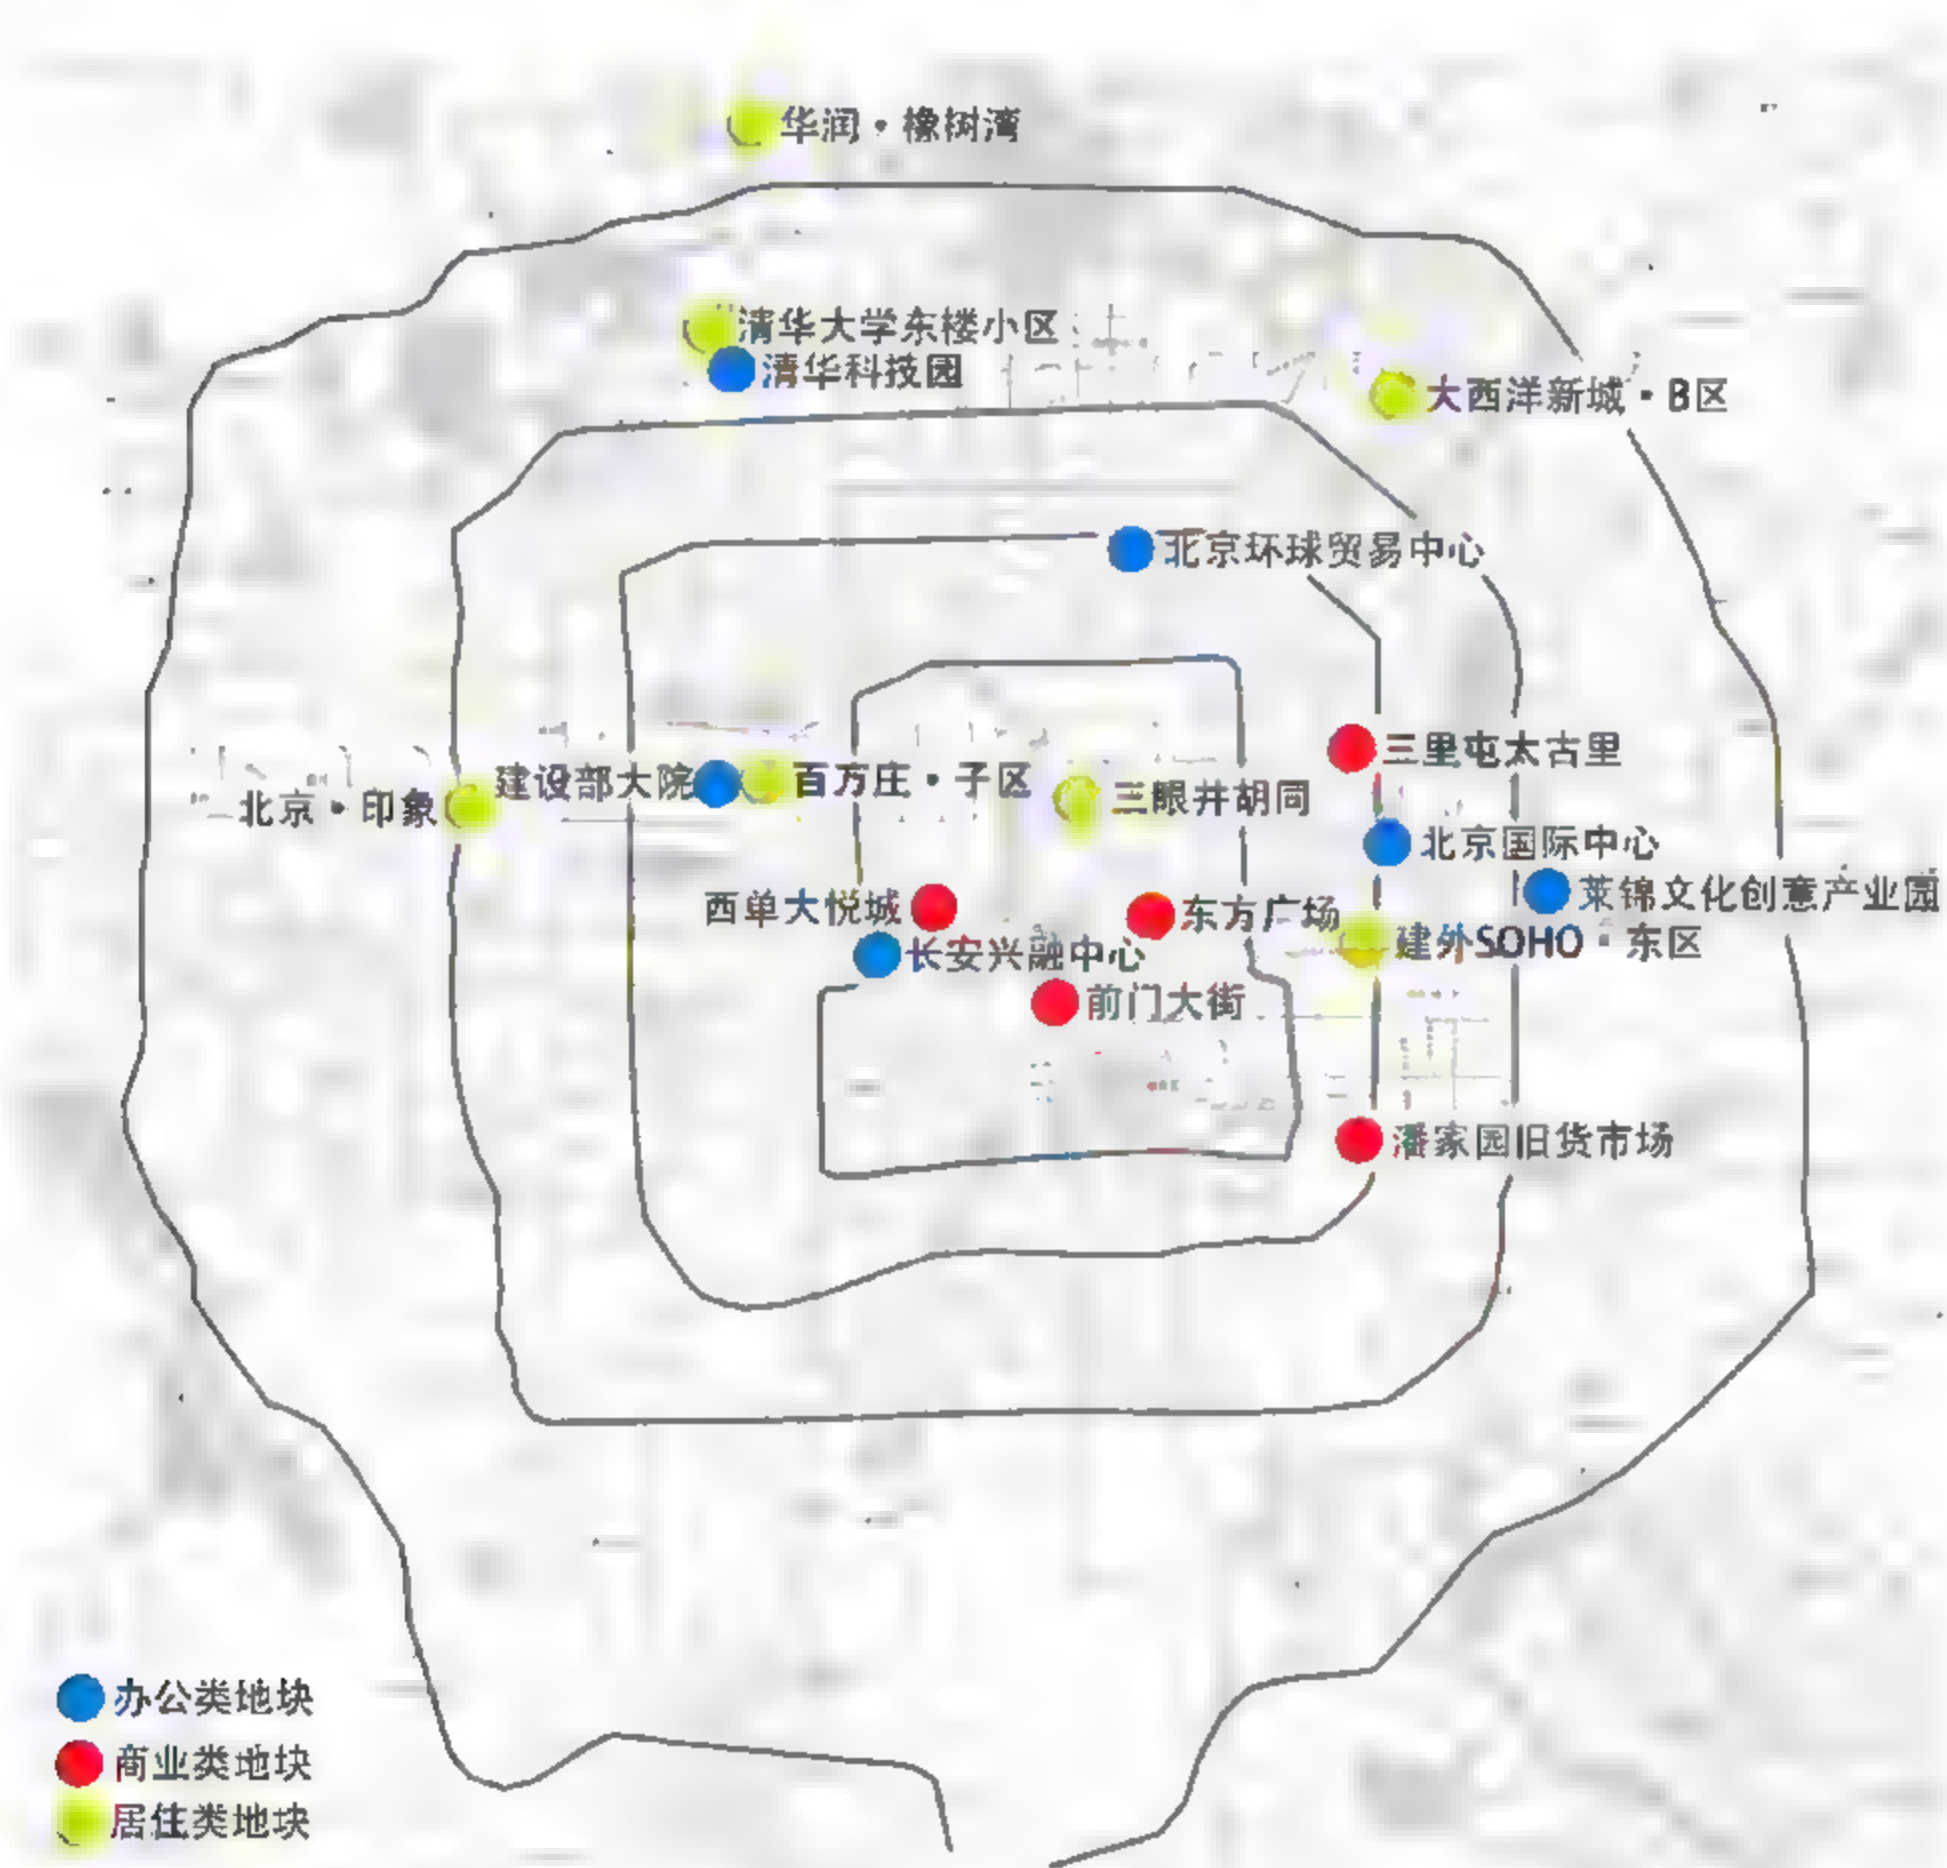 华润·橡树湾
清华大学东楼小区
清华科技园
大西洋新城·B区
北京环球贸易中心
三里屯太古里
建设部大院
百万庄·子区
三眼井胡同
北京·印象
北京国际中心
莱锦文化创意产业园
西单大悦城
东方广场
建外SOHO·东区
长安兴融中心
前门大街
潘家园旧货市场
办公类地块
商业类地块
居住类地块